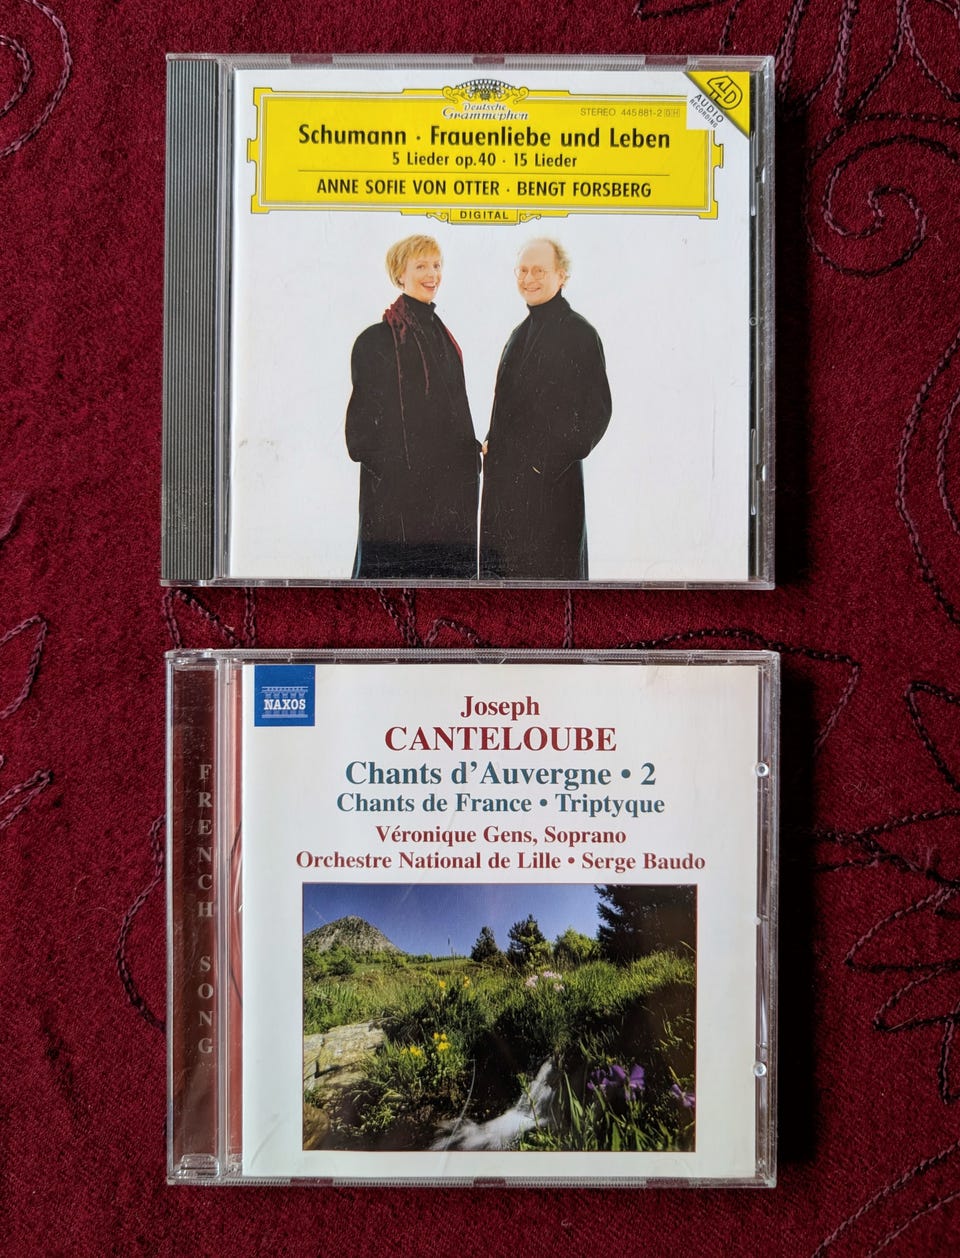 Deutsche
Grammophon
STEREO 445 881-2 GH
4D
AUDIO
RECORDING
Schumann · Frauenliebe und Leben
5 Lieder op.40 · 15 Lieder
ANNE SOFIE VON OTTER · BENGT FORSBERG
DIGITAL
NAXOS
Joseph
CANTELOUBE
Chants d'Auvergne • 2
Chants de France • Triptyque
Véronique Gens, Soprano
Orchestre National de Lille • Serge Baudo
FRENCH SONG